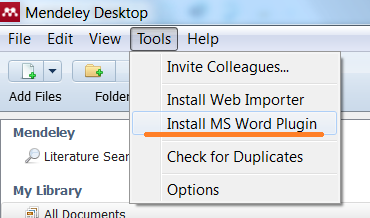 Mendeley Desktop
File Edit View Tools Help
Invite Colleagues...
Install Web Importer
Install MS Word Plugin
Check for Duplicates
Options
Add Files Folder
Mendeley
Literature Sear
My Library
All Documents